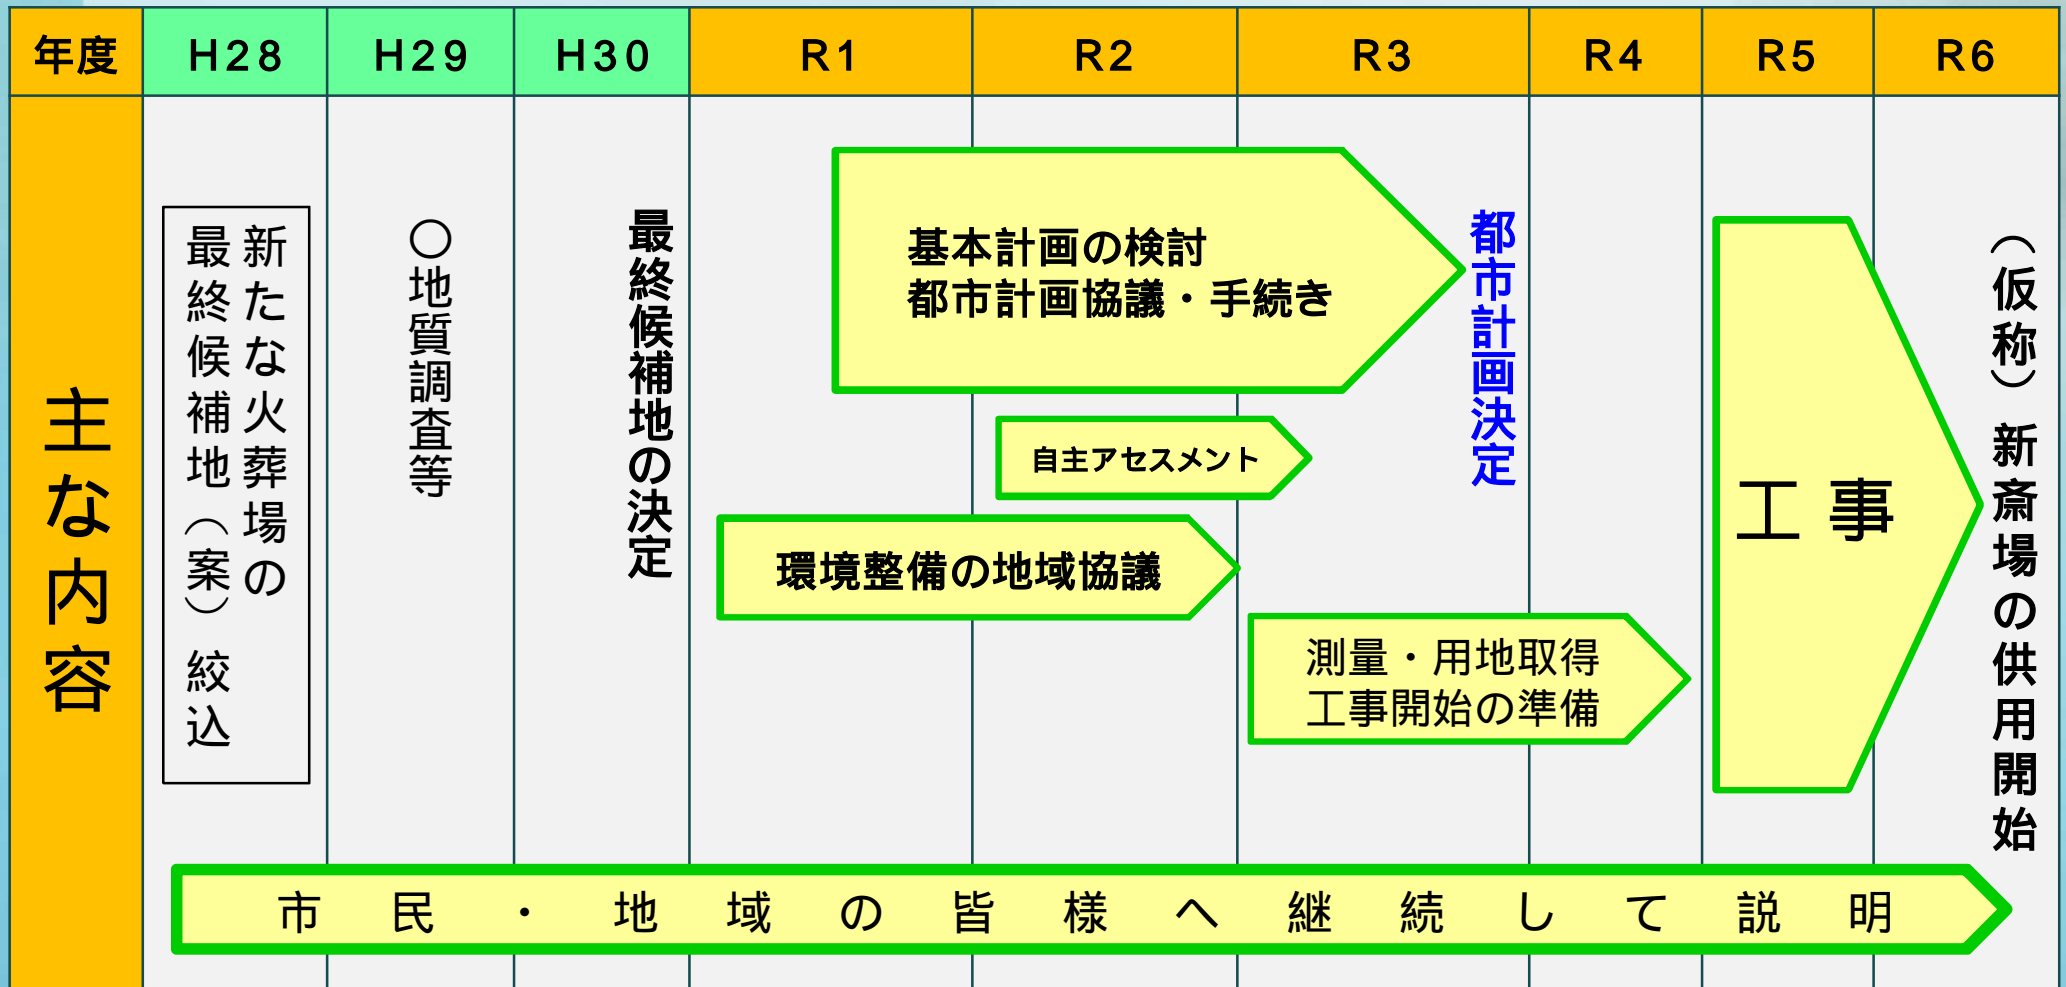 年度
H28
H29
H30
R1
R2
R3
R4
R5
R6
主な内容
新たな火葬場の
最終候補地（案）絞込
〇地質調査等
最終候補地の決定
基本計画の検討
都市計画協議・手続き
自主アセスメント
環境整備の地域協議
都市計画決定
測量・用地取得
工事開始の準備
工事
（仮称）新斎場の供用開始
市民・地域の皆様へ継続して説明